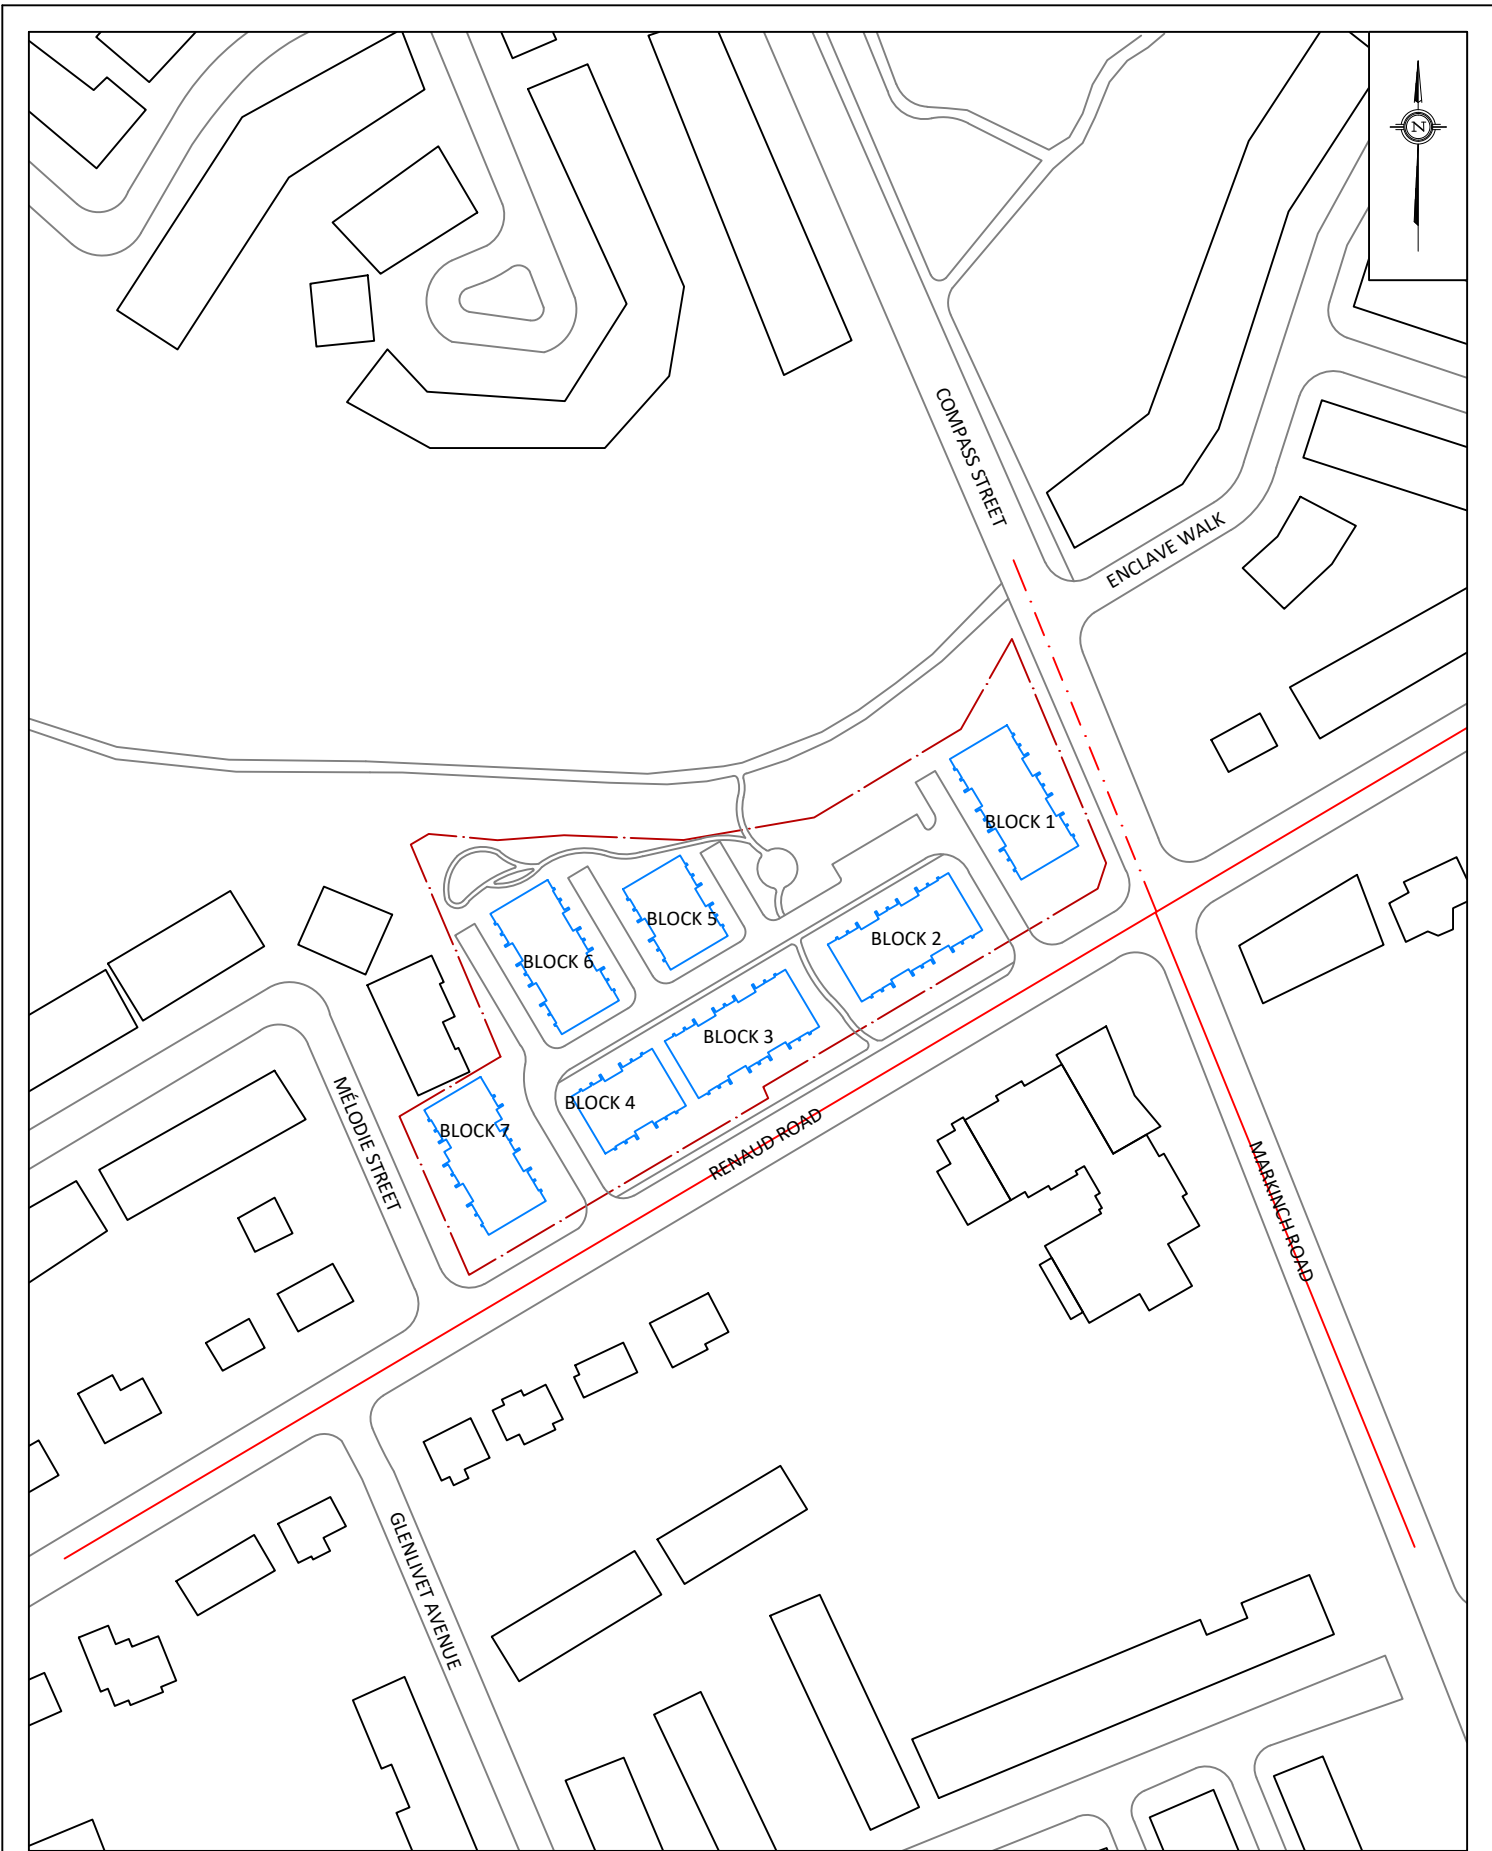 N
COMPASS STREET
ENCLAVE WALK
BLOCK 1
BLOCK 5
BLOCK 2
BLOCK 6
BLOCK 3
BLOCK 4
BLOCK 7
MÉLODIE STREET
RENAUD ROAD
MARKINCH ROAD
GLENLIVET AVENUE